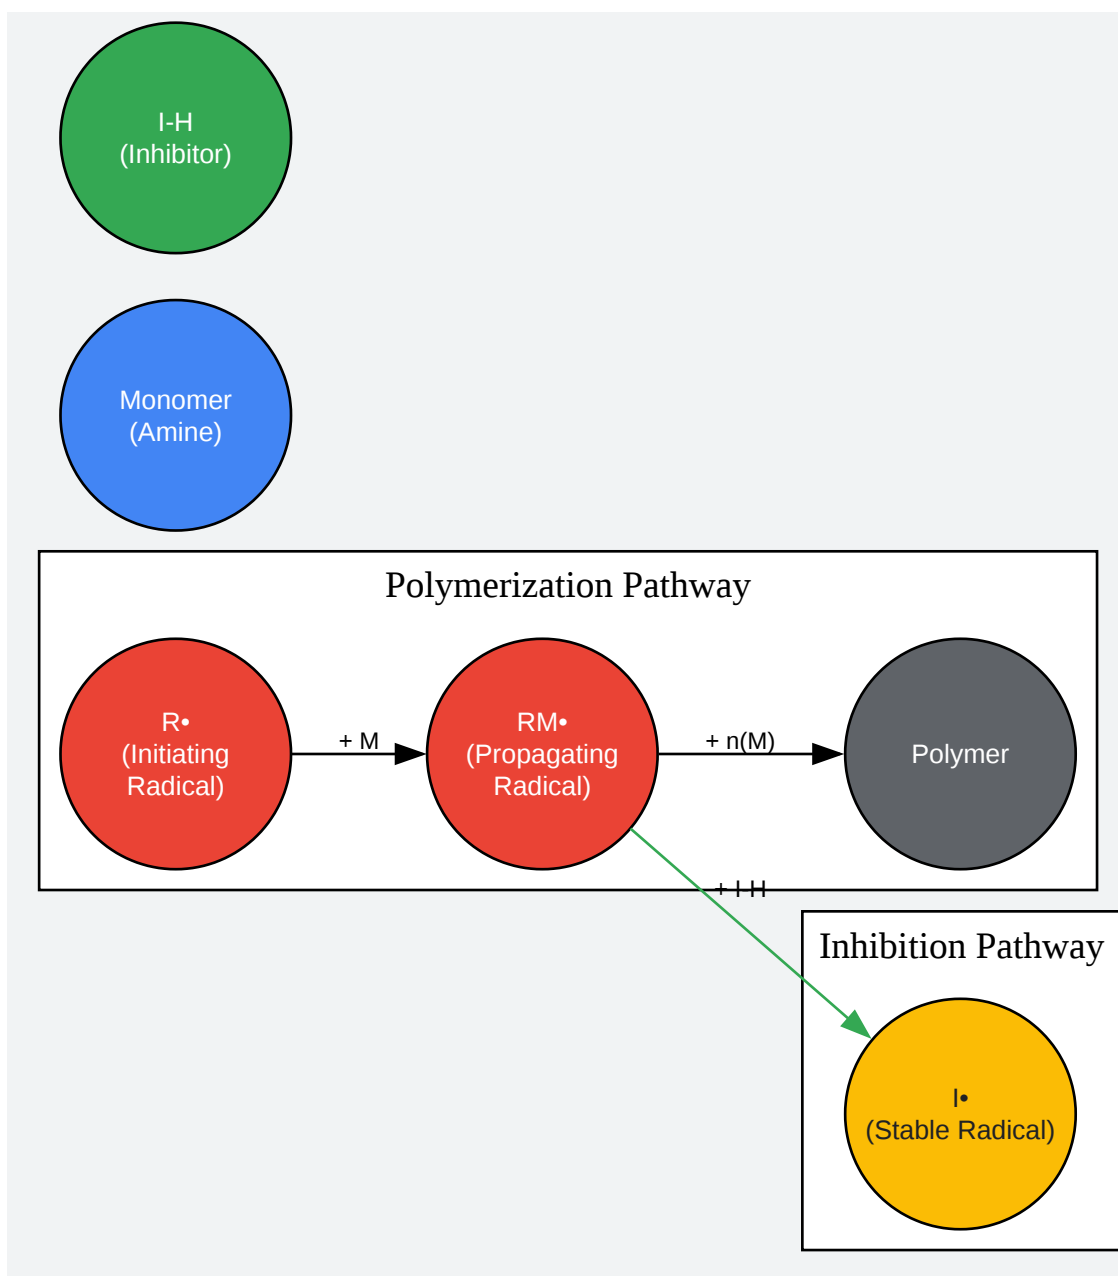 I-H
(Inhibitor)
Monomer
(Amine)
Polymerization Pathway
R•
(Initiating
Radical)
+ M
RM•
(Propagating
Radical)
+ n(M)
Polymer
+ I-H
Inhibition Pathway
I•
(Stable Radical)